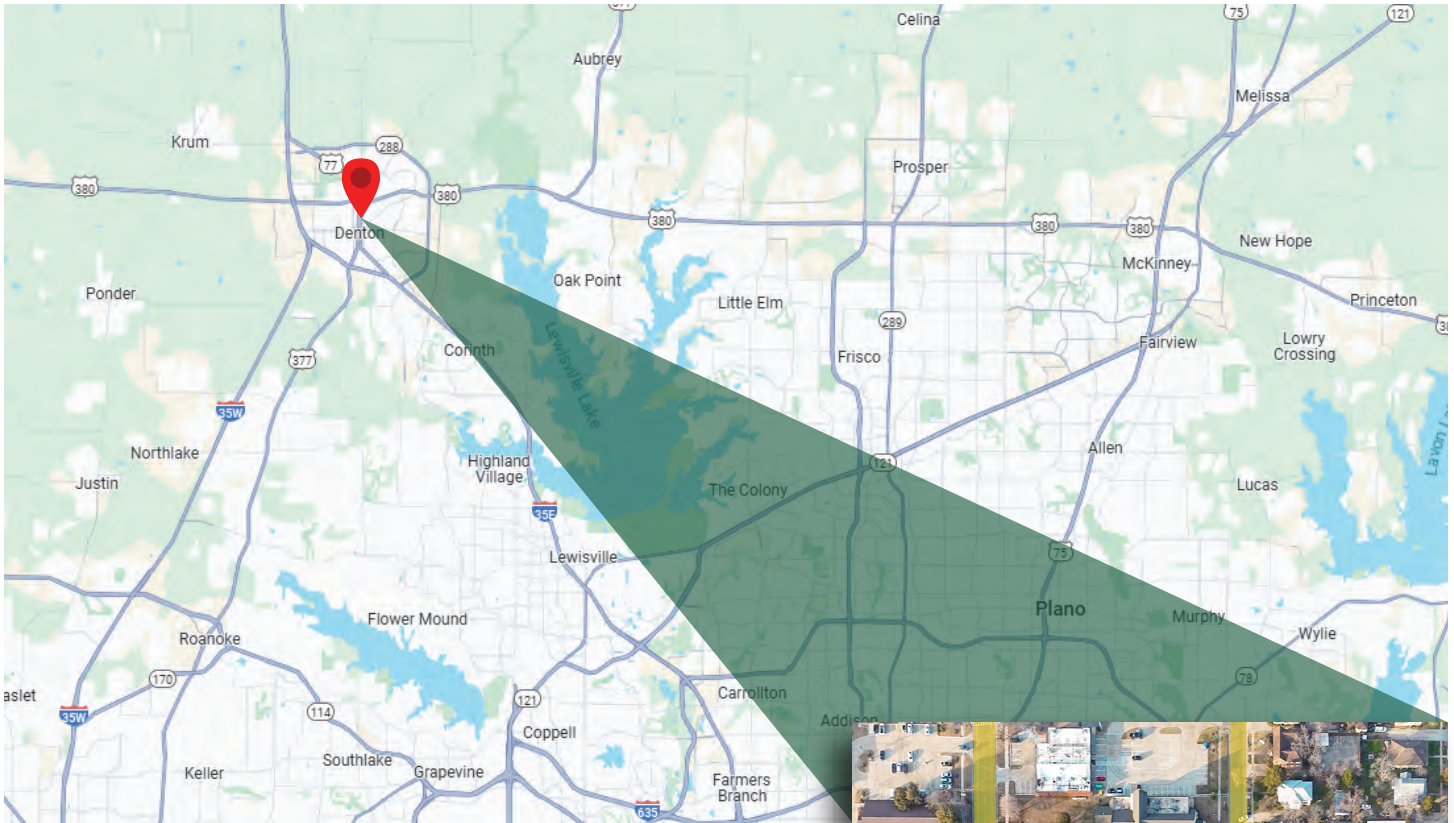 377
Celina
75
121
Aubrey
Melissa
Krum
288
77
Prosper
380
380
380
380
380
Denton
New Hope
McKinney
Oak Point
Ponder
Little Elm
Princeton
289
Lewisville Lake
Corinth
Frisco
Fairview
Lowry
Crossing
377
35W
Northlake
Allen
Highland
Village
121
Justin
The Colony
Lucas
35E
Lewisville
75
Plano
Murphy
Flower Mound
Wylie
Roanoke
170
78
aslet
Carrollton
121
114
35W
Addison
Coppell
Southlake
Grapevine
Keller
Farmers
Branch
635